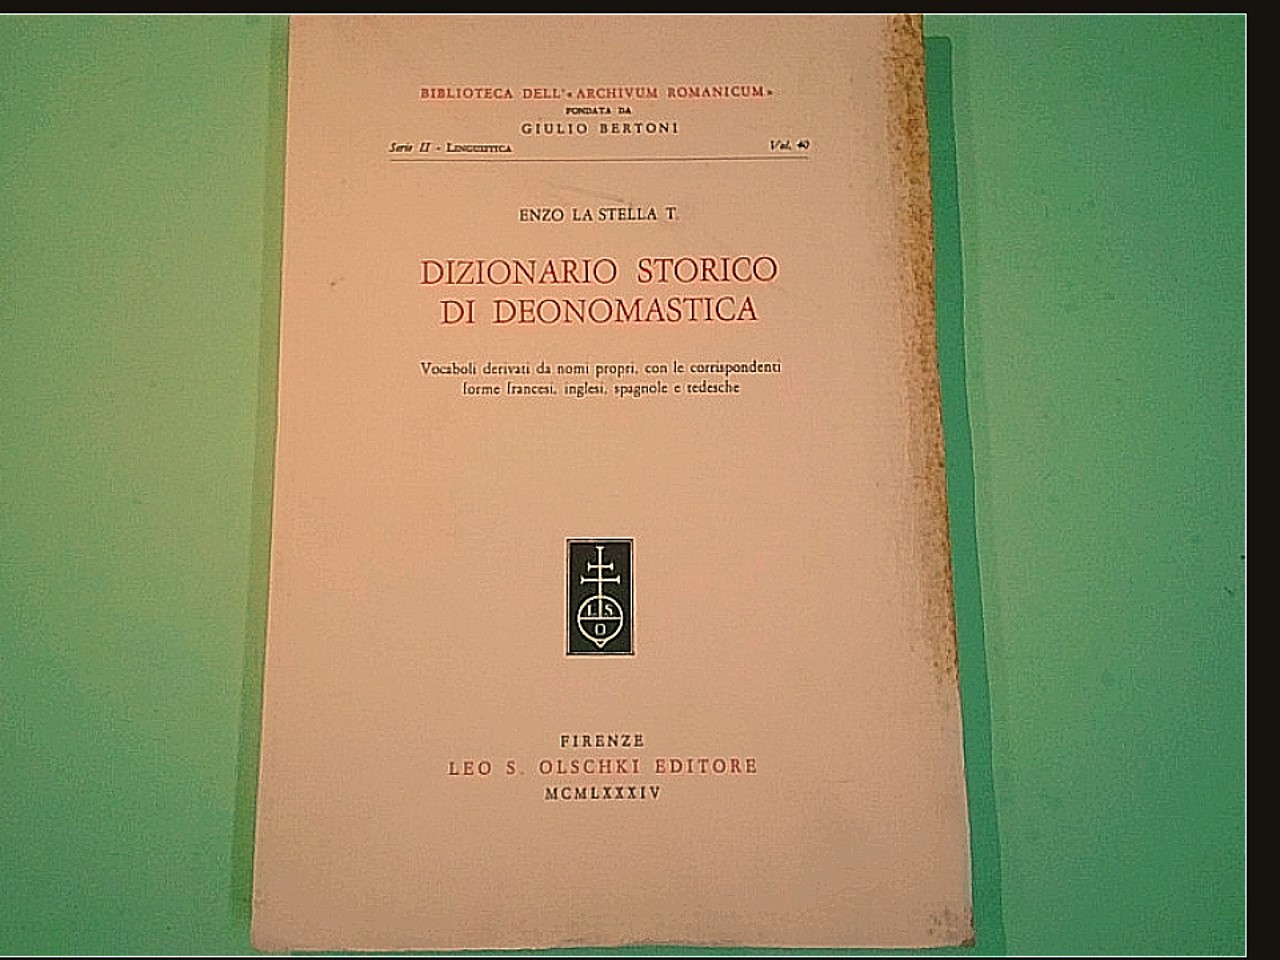 BIBLIOTECA DELL'«ARCHIVUM ROMANICUM»
FONDATA DA
GIULIO BERTONI
Serie II - LINGUISTICA Vol. 40
ENZO LA STELLA T.
DIZIONARIO STORICO
DI DEONOMASTICA
Vocaboli derivati da nomi propri, con le corrispondenti
forme francesi, inglesi, spagnole e tedesche
L S
O
FIRENZE
LEO S. OLSCHKI EDITORE
MCMLXXXIV